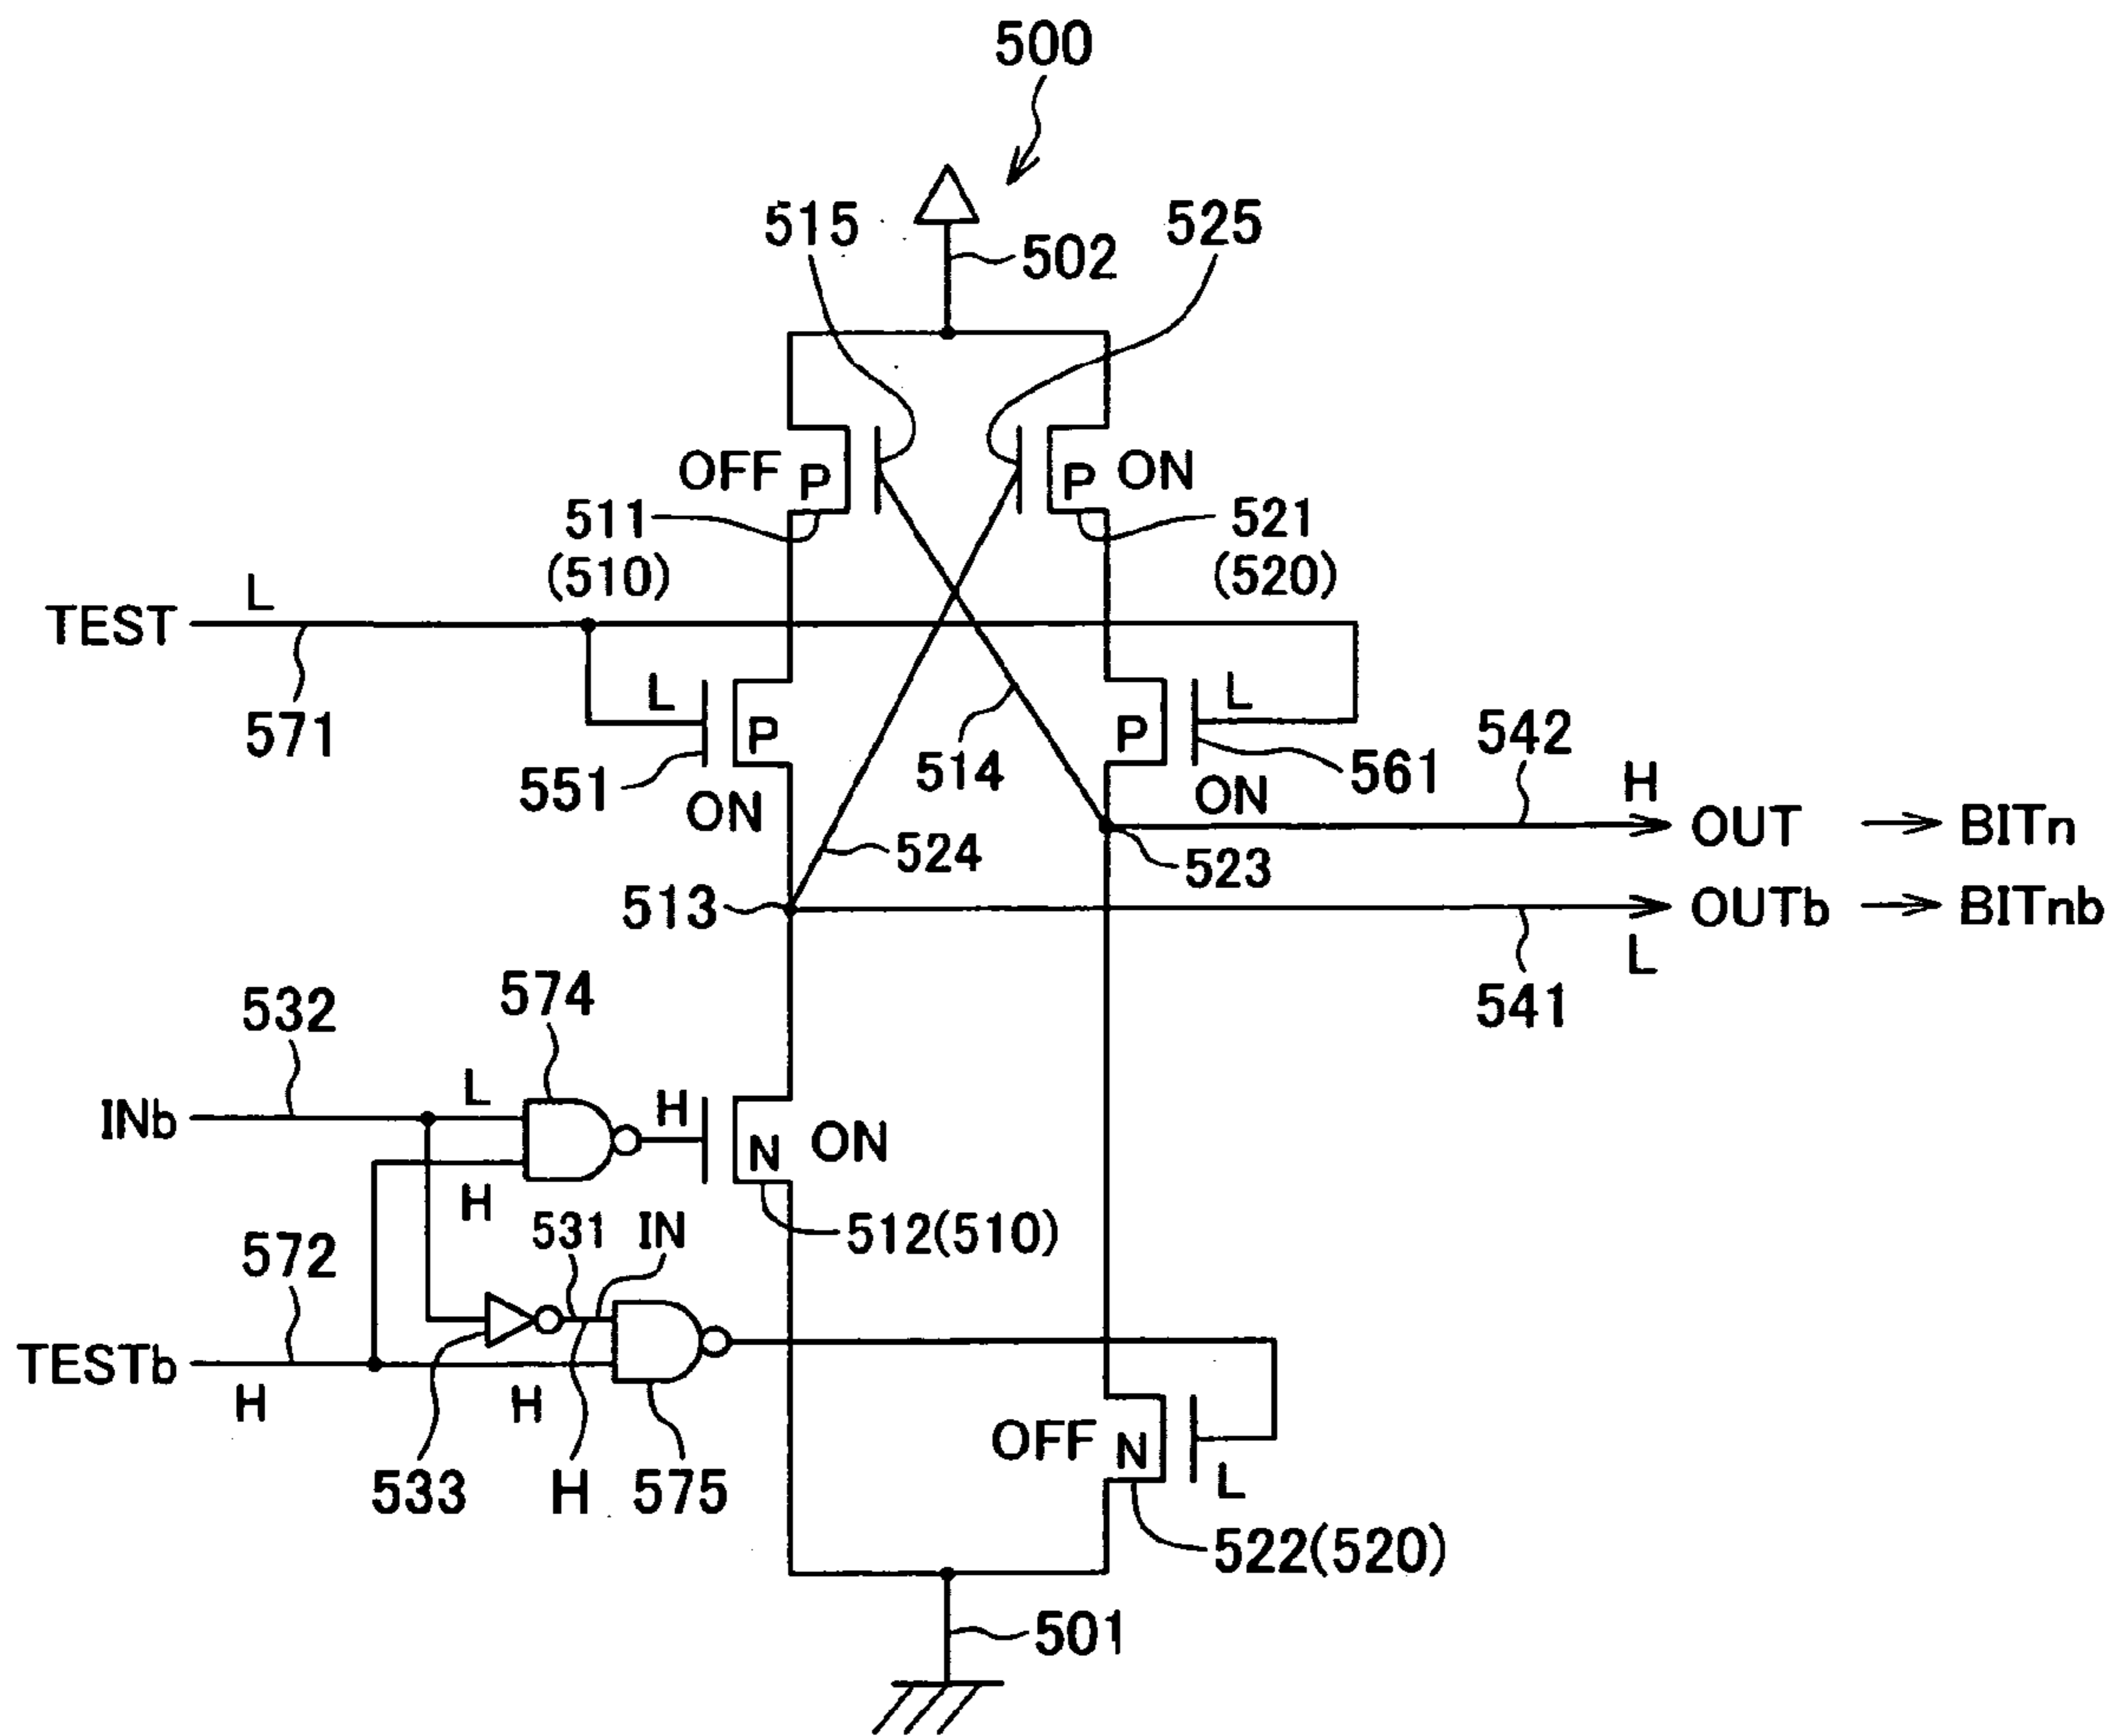 500
515
525
502
OFF
P
P
ON
511
(510)
521
(520)
TEST
L
571
L
P
551
ON
514
P
L
561
ON
542
H
OUT
BITn
524
523
513
OUTb
BITnb
L
541
532
574
INb
L
H
N
ON
H
512(510)
572
531
IN
TESTb
H
H
533
H
575
OFF
N
L
522(520)
501